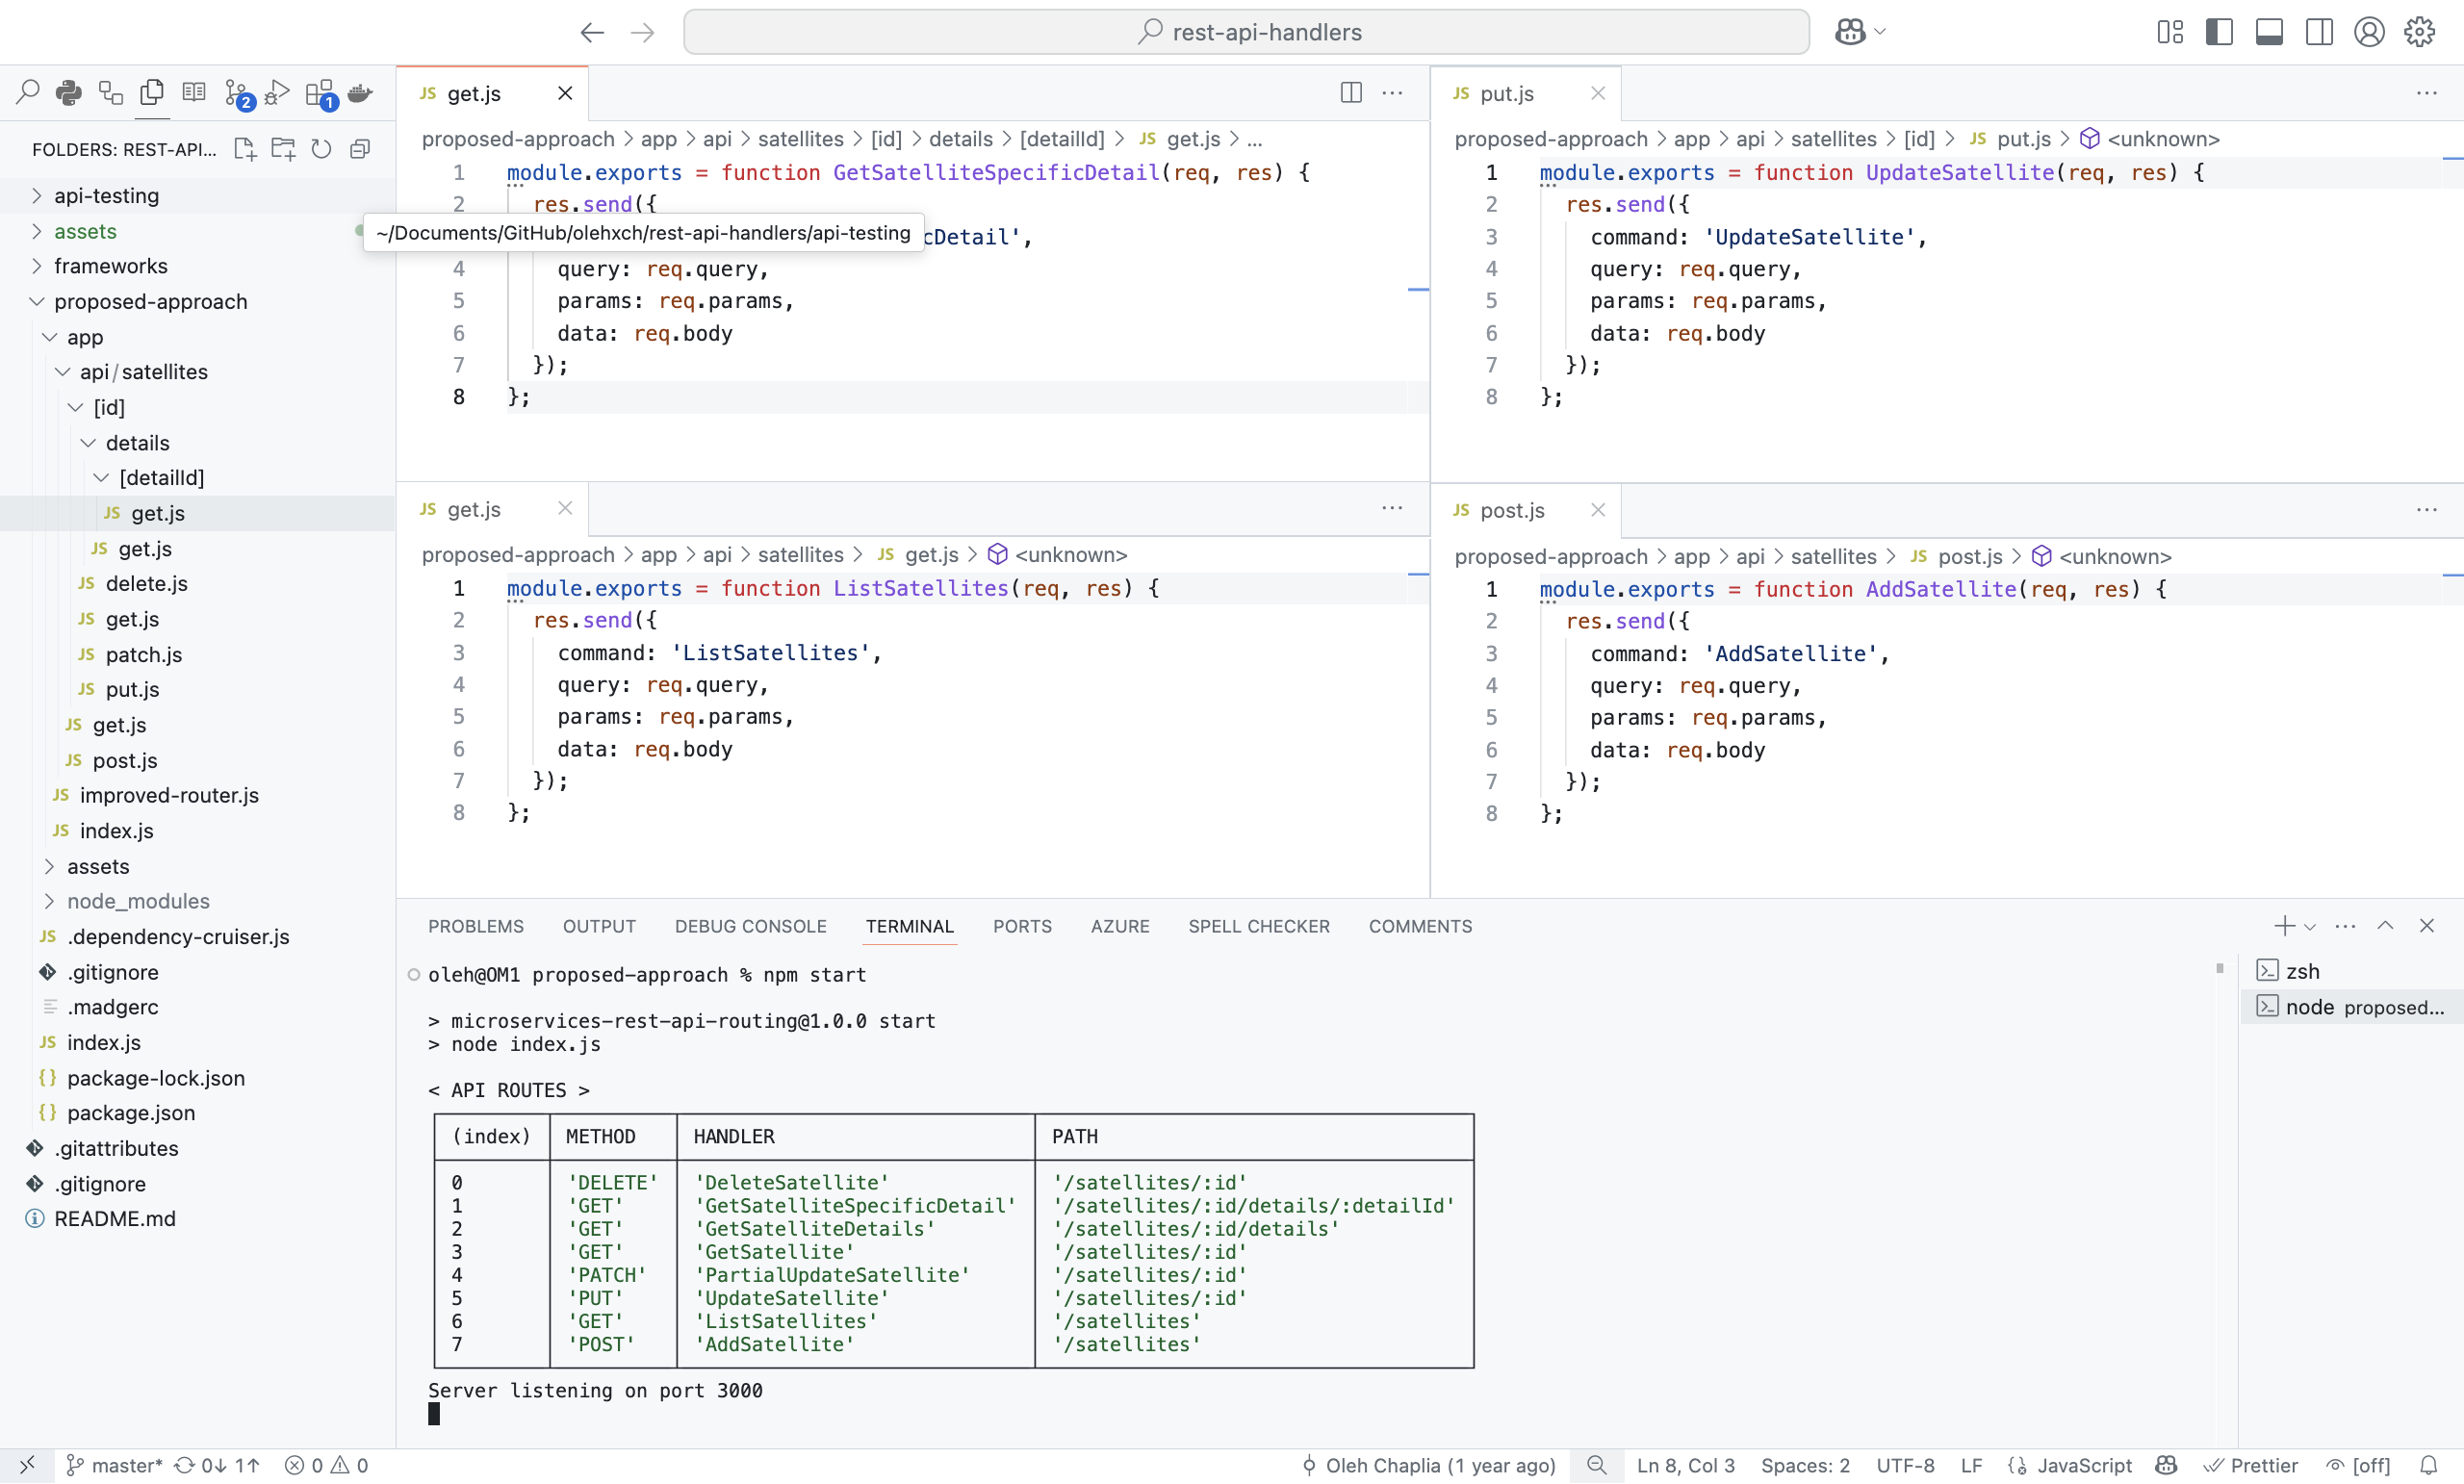 rest-api-handlers
2
1
FOLDERS: REST-API...
api-testing
assets
frameworks
proposed-approach
app
api/satellites
[id]
details
[detailId]
JS get.js
JS get.js
JS delete.js
JS get.js
JS patch.js
JS put.js
JS get.js
JS post.js
JS improved-router.js
JS index.js
assets
node_modules
JS .dependency-cruiser.js
.gitignore
.madgerc
JS index.js
{} package-lock.json
{} package.json
.gitattributes
.gitignore
README.md
JS get.js
proposed-approach > app > api > satellites > [id] > details > [detailId] > JS get.js > ...
1 module.exports = function GetSatelliteSpecificDetail(req, res) {
2 res.send({
~/Documents/GitHub/olehxch/rest-api-handlers/api-testing
cDetail',
4 query: req.query,
5 params: req.params,
6 data: req.body
7 });
8 };
JS put.js
proposed-approach > app > api > satellites > [id] > JS put.js > <unknown>
1 module.exports = function UpdateSatellite(req, res) {
2 res.send({
3 command: 'UpdateSatellite',
4 query: req.query,
5 params: req.params,
6 data: req.body
7 });
8 };
JS get.js
proposed-approach > app > api > satellites > JS get.js > <unknown>
1 module.exports = function ListSatellites(req, res) {
2 res.send({
3 command: 'ListSatellites',
4 query: req.query,
5 params: req.params,
6 data: req.body
7 });
8 };
JS post.js
proposed-approach > app > api > satellites > JS post.js > <unknown>
1 module.exports = function AddSatellite(req, res) {
2 res.send({
3 command: 'AddSatellite',
4 query: req.query,
5 params: req.params,
6 data: req.body
7 });
8 };
PROBLEMS OUTPUT DEBUG CONSOLE TERMINAL PORTS AZURE SPELL CHECKER COMMENTS
oleh@OM1 proposed-approach % npm start
> microservices-rest-api-routing@1.0.0 start
> node index.js
< API ROUTES >
(index) METHOD HANDLER PATH
0 'DELETE' 'DeleteSatellite' '/satellites/:id'
1 'GET' 'GetSatelliteSpecificDetail' '/satellites/:id/details/:detailId'
2 'GET' 'GetSatelliteDetails' '/satellites/:id/details'
3 'GET' 'GetSatellite' '/satellites/:id'
4 'PATCH' 'PartialUpdateSatellite' '/satellites/:id'
5 'PUT' 'UpdateSatellite' '/satellites/:id'
6 'GET' 'ListSatellites' '/satellites'
7 'POST' 'AddSatellite' '/satellites'
Server listening on port 3000
zsh
node proposed...
master* 0↓ 1↑ 0 0
Oleh Chaplia (1 year ago) Ln 8, Col 3 Spaces: 2 UTF-8 LF JavaScript Prettier [off]